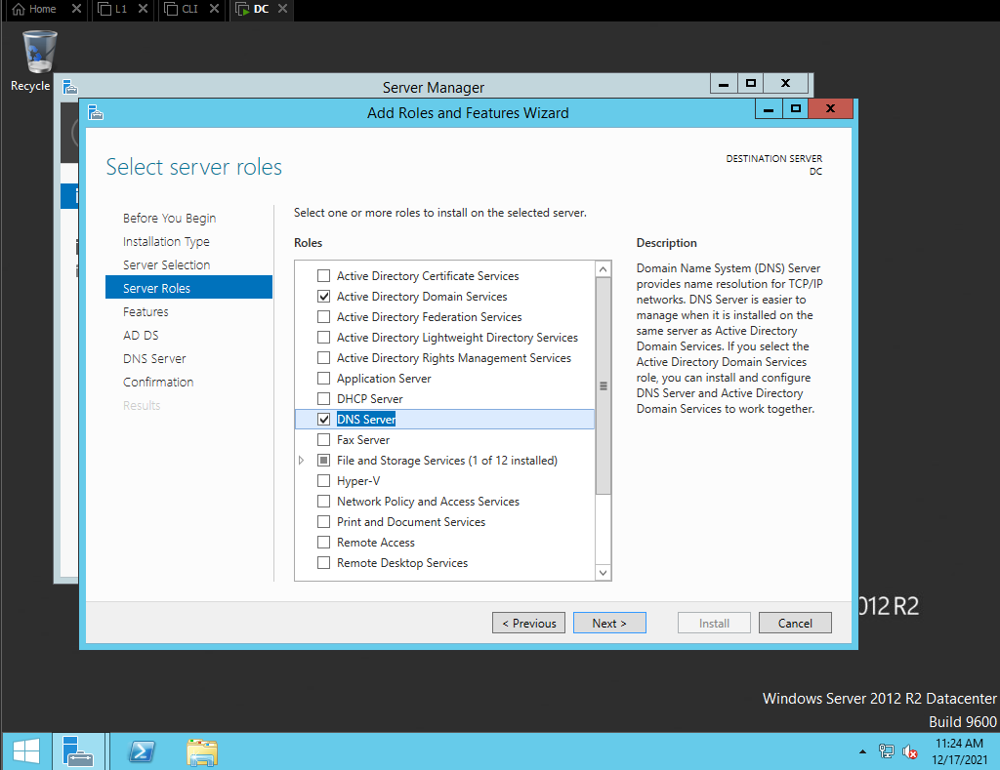 Home
L1
CLI
DC
Recycle
Server Manager
Add Roles and Features Wizard
Select server roles
DESTINATION SERVER
DC
Before You Begin
Installation Type
Server Selection
Server Roles
Features
AD DS
DNS Server
Confirmation
Results
Select one or more roles to install on the selected server.
Roles
Active Directory Certificate Services
Active Directory Domain Services
Active Directory Federation Services
Active Directory Lightweight Directory Services
Active Directory Rights Management Services
Application Server
DHCP Server
DNS Server
Fax Server
File and Storage Services (1 of 12 installed)
Hyper-V
Network Policy and Access Services
Print and Document Services
Remote Access
Remote Desktop Services
Description
Domain Name System (DNS) Server
provides name resolution for TCP/IP
networks. DNS Server is easier to
manage when it is installed on the
same server as Active Directory
Domain Services. If you select the
Active Directory Domain Services
role, you can install and configure
DNS Server and Active Directory
Domain Services to work together.
< Previous
Next >
Install
Cancel
012 R2
Windows Server 2012 R2 Datacenter
Build 9600
11:24 AM
12/17/2021